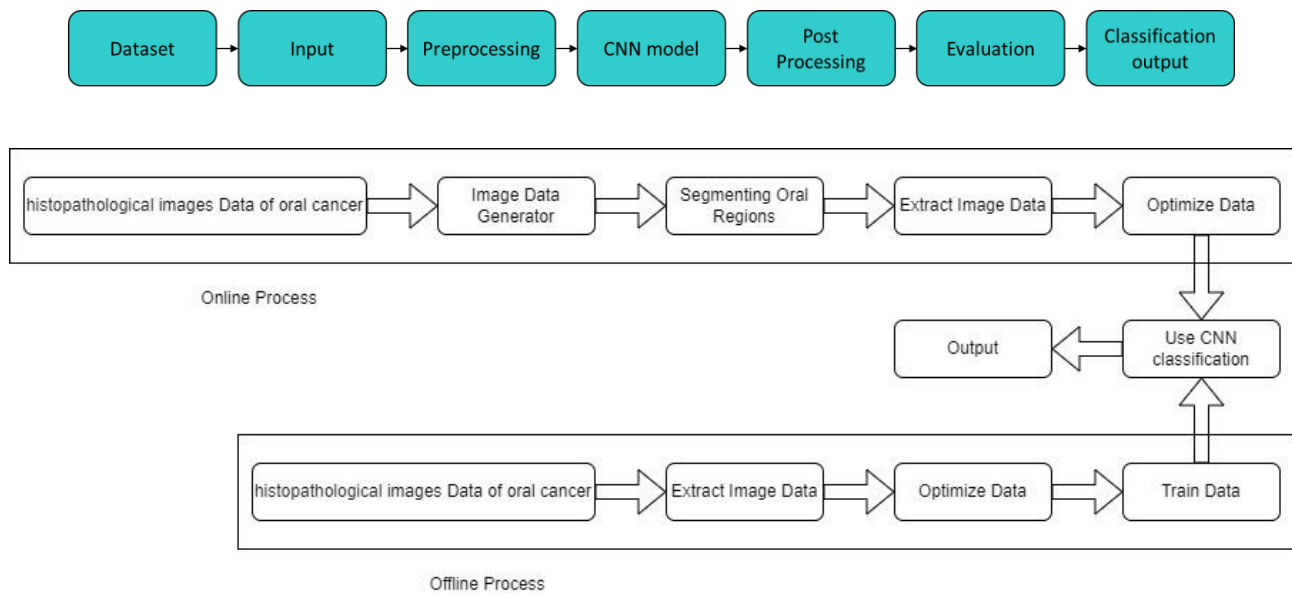 Dataset
Input
Preprocessing
CNN model
Post
Processing
Evaluation
Classification
output
histopathological images Data of oral cancer
Image Data
Generator
Segmenting Oral
Regions
Extract Image Data
Optimize Data
Online Process
Output
Use CNN
classification
histopathological images Data of oral cancer
Extract Image Data
Optimize Data
Train Data
Offline Process